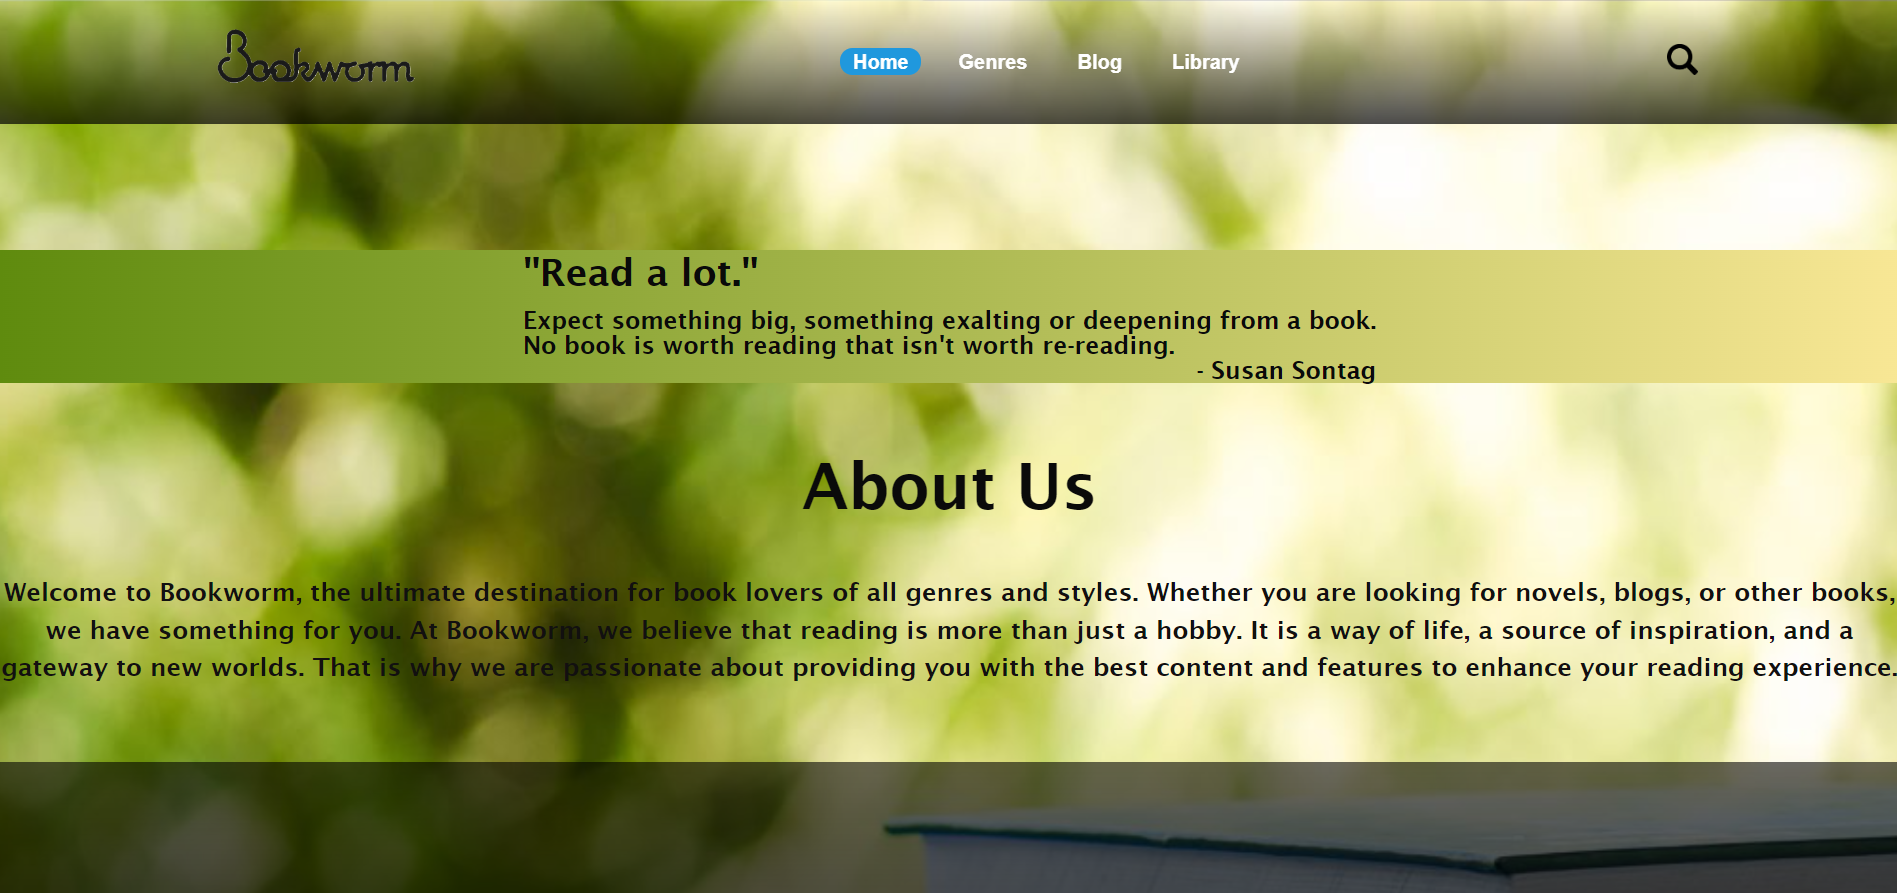 Bookworm
Home Genres Blog Library
"Read a lot."
Expect something big, something exalting or deepening from a book.
No book is worth reading that isn't worth re-reading.
- Susan Sontag
About Us
Welcome to Bookworm, the ultimate destination for book lovers of all genres and styles. Whether you are looking for novels, blogs, or other books,
we have something for you. At Bookworm, we believe that reading is more than just a hobby. It is a way of life, a source of inspiration, and a
gateway to new worlds. That is why we are passionate about providing you with the best content and features to enhance your reading experience.